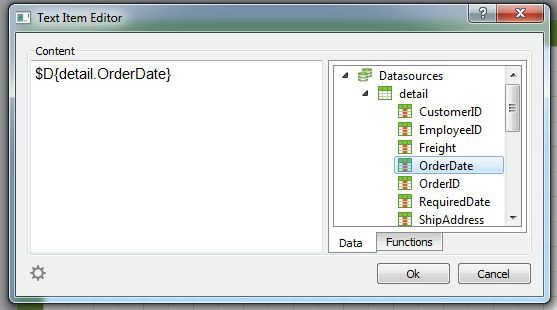 Text Item Editor
Content
$D{detail.OrderDate}
Datasources
detail
CustomerID
EmployeeID
Freight
OrderDate
OrderID
RequiredDate
ShipAddress
Data Functions
Ok Cancel